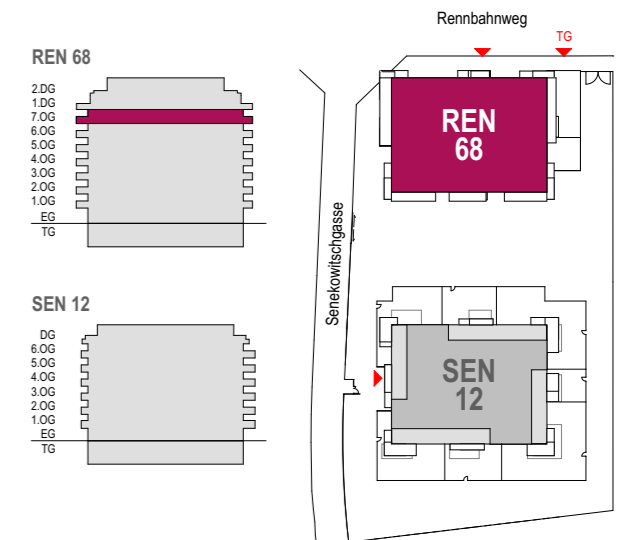 Rennbahnweg
TG
REN 68
2.DG
1.DG
7.OG
6.OG
5.OG
4.OG
3.OG
2.OG
1.OG
EG
TG
REN
68
Senekowitschgasse
SEN 12
DG
6.OG
5.OG
4.OG
3.OG
2.OG
1.OG
EG
TG
SEN
12